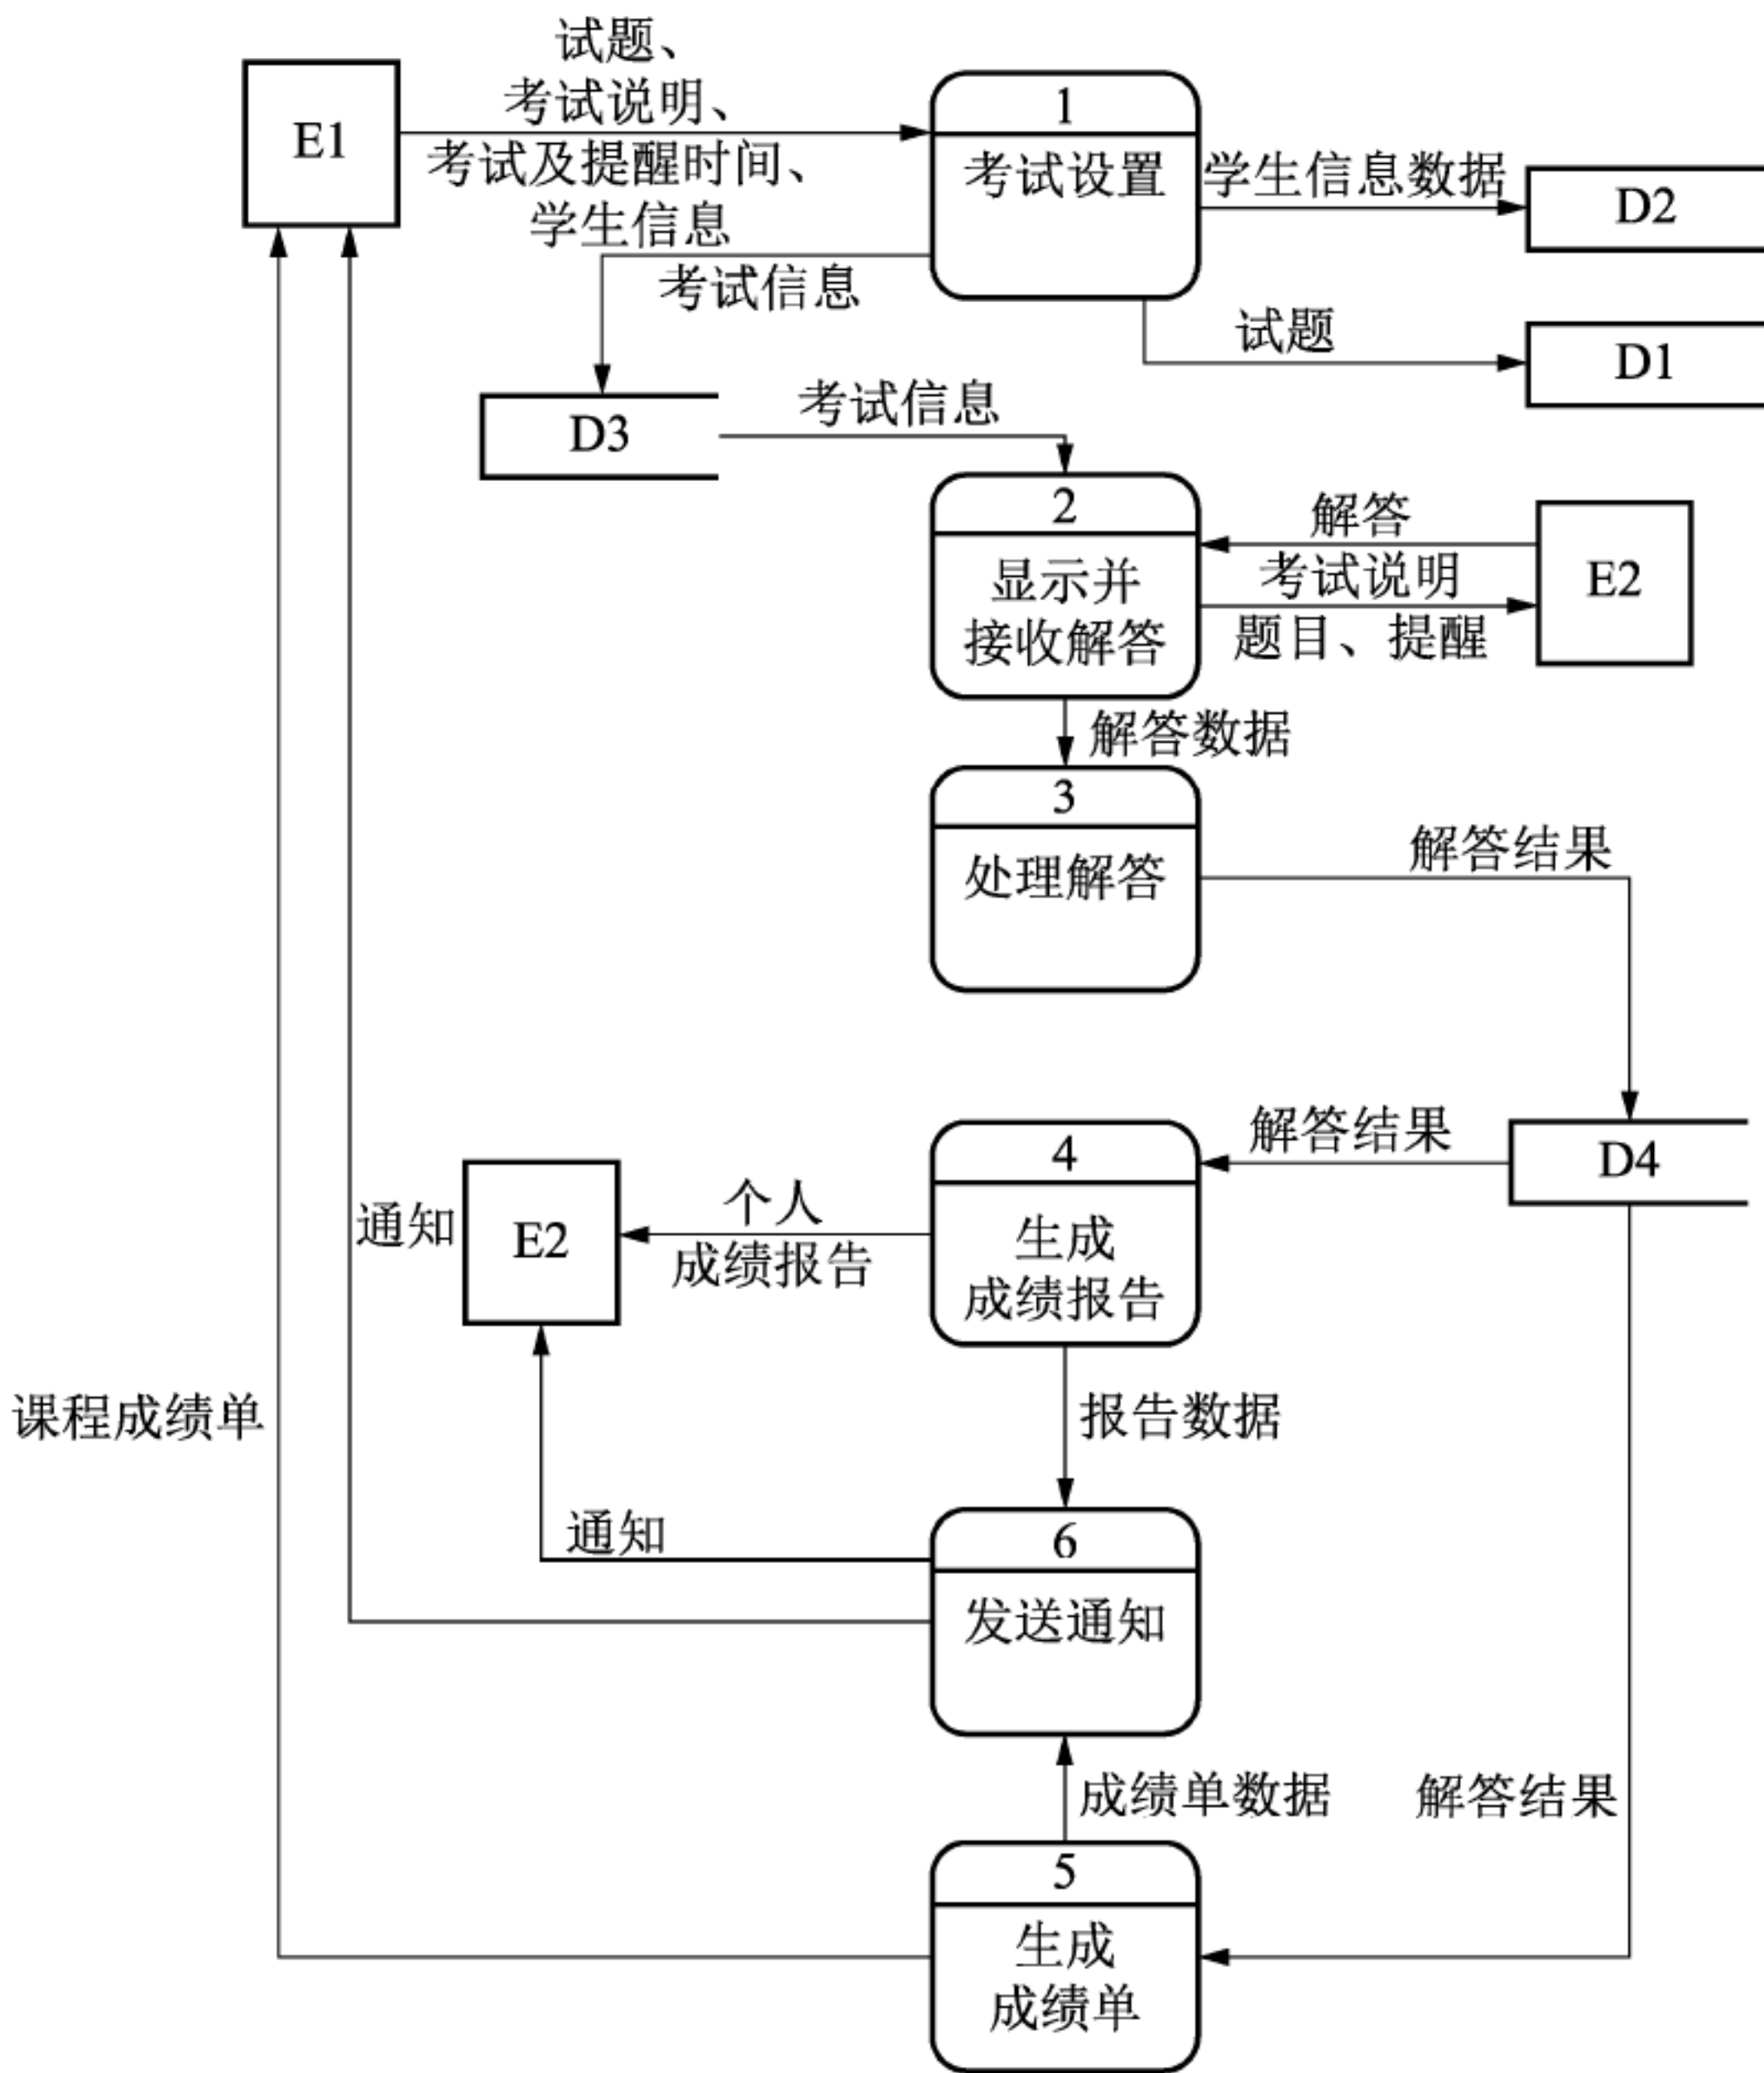 试题、
考试说明、
考试及提醒时间、
学生信息
E1
1
考试设置
学生信息数据
D2
考试信息
试题
D1
D3
考试信息
2
显示并
接收解答
解答
考试说明
题目、提醒
E2
解答数据
3
处理解答
解答结果
D4
解答结果
4
生成
成绩报告
个人
成绩报告
E2
通知
课程成绩单
报告数据
通知
6
发送通知
成绩单数据
解答结果
5
生成
成绩单